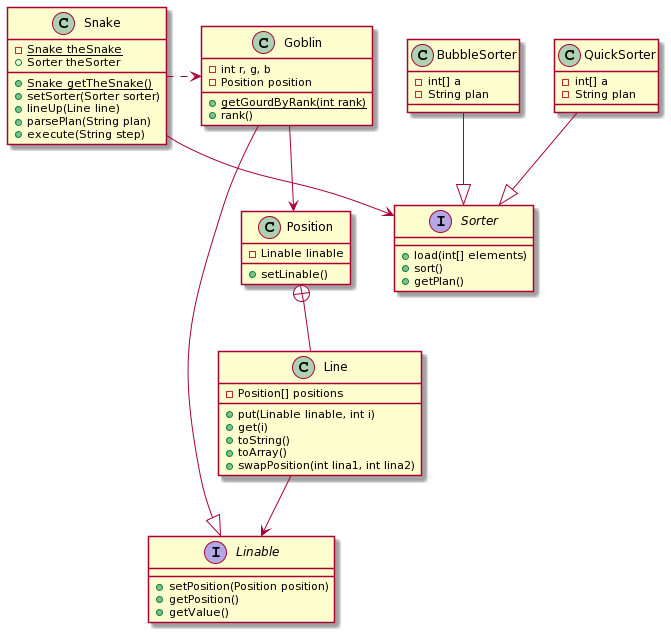 C Snake
Snake theSnake
Sorter theSorter
Snake getTheSnake()
setSorter(Sorter sorter)
lineUp(Line line)
parsePlan(String plan)
execute(String step)
C Goblin
int r, g, b
Position position
getGourdByRank(int rank)
rank()
C BubbleSorter
int[] a
String plan
C QuickSorter
int[] a
String plan
C Position
Linable linable
setLinable()
I Sorter
load(int[] elements)
sort()
getPlan()
C Line
Position[] positions
put(Linable linable, int i)
get(i)
toString()
toArray()
swapPosition(int lina1, int lina2)
I Linable
setPosition(Position position)
getPosition()
getValue()